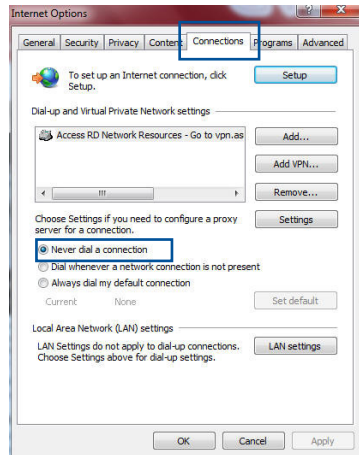 Internet Options
General Security Privacy Content Connections Programs Advanced
To set up an Internet connection, click
Setup.
Setup
Dial-up and Virtual Private Network settings
Access RD Network Resources - Go to vpn.as
Add...
Add VPN...
Remove...
Choose Settings if you need to configure a proxy
server for a connection.
Settings
Never dial a connection
Dial whenever a network connection is not present
Always dial my default connection
Current None
Set default
Local Area Network (LAN) settings
LAN Settings do not apply to dial-up connections.
Choose Settings above for dial-up settings.
LAN settings
OK Cancel Apply